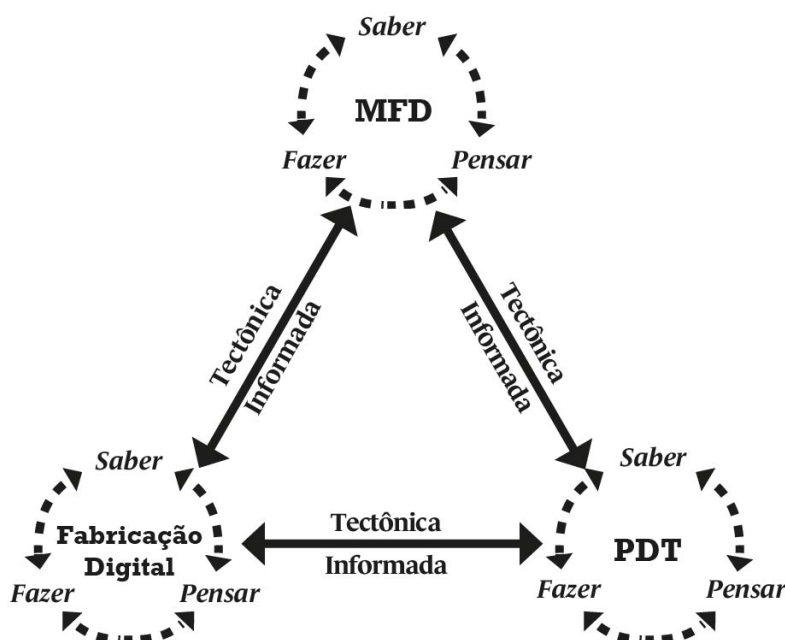 Saber
MFD
Fazer
Pensar
Tectônica
Informada
Tectônica
Informada
Saber
Fabricação
Digital
Fazer
Pensar
Tectônica
Informada
Saber
PDT
Fazer
Pensar